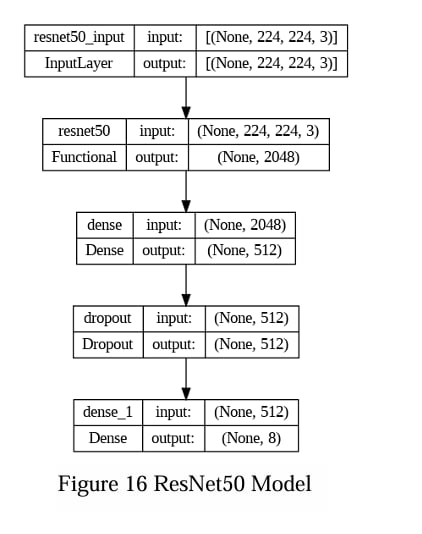 resnet50_input input: [(None, 224, 224, 3)]
InputLayer output: [(None, 224, 224, 3)]
resnet50 input: (None, 224, 224, 3)
Functional output: (None, 2048)
dense input: (None, 2048)
Dense output: (None, 512)
dropout input: (None, 512)
Dropout output: (None, 512)
dense_1 input: (None, 512)
Dense output: (None, 8)
Figure 16 ResNet50 Model